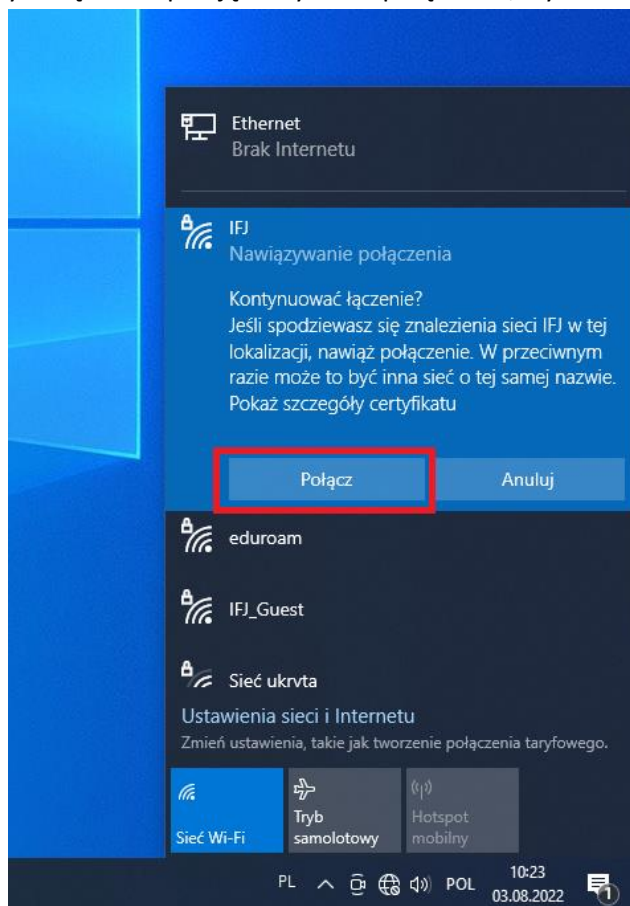 Ethernet
Brak Internetu
IFJ
Nawiązywanie połączenia
Kontynuować łączenie?
Jeśli spodziewasz się znalezienia sieci IFJ w tej
lokalizacji, nawiąż połączenie. W przeciwnym
razie może to być inna sieć o tej samej nazwie.
Pokaż szczegóły certyfikatu
Połącz Anuluj
eduroam
IFJ_Guest
Sieć ukryta
Ustawienia sieci i Internetu
Zmień ustawienia, takie jak tworzenie połączenia taryfowego.
Sieć Wi-Fi
Tryb samolotowy
Hotspot mobilny
PL POL 10:23
03.08.2022 1